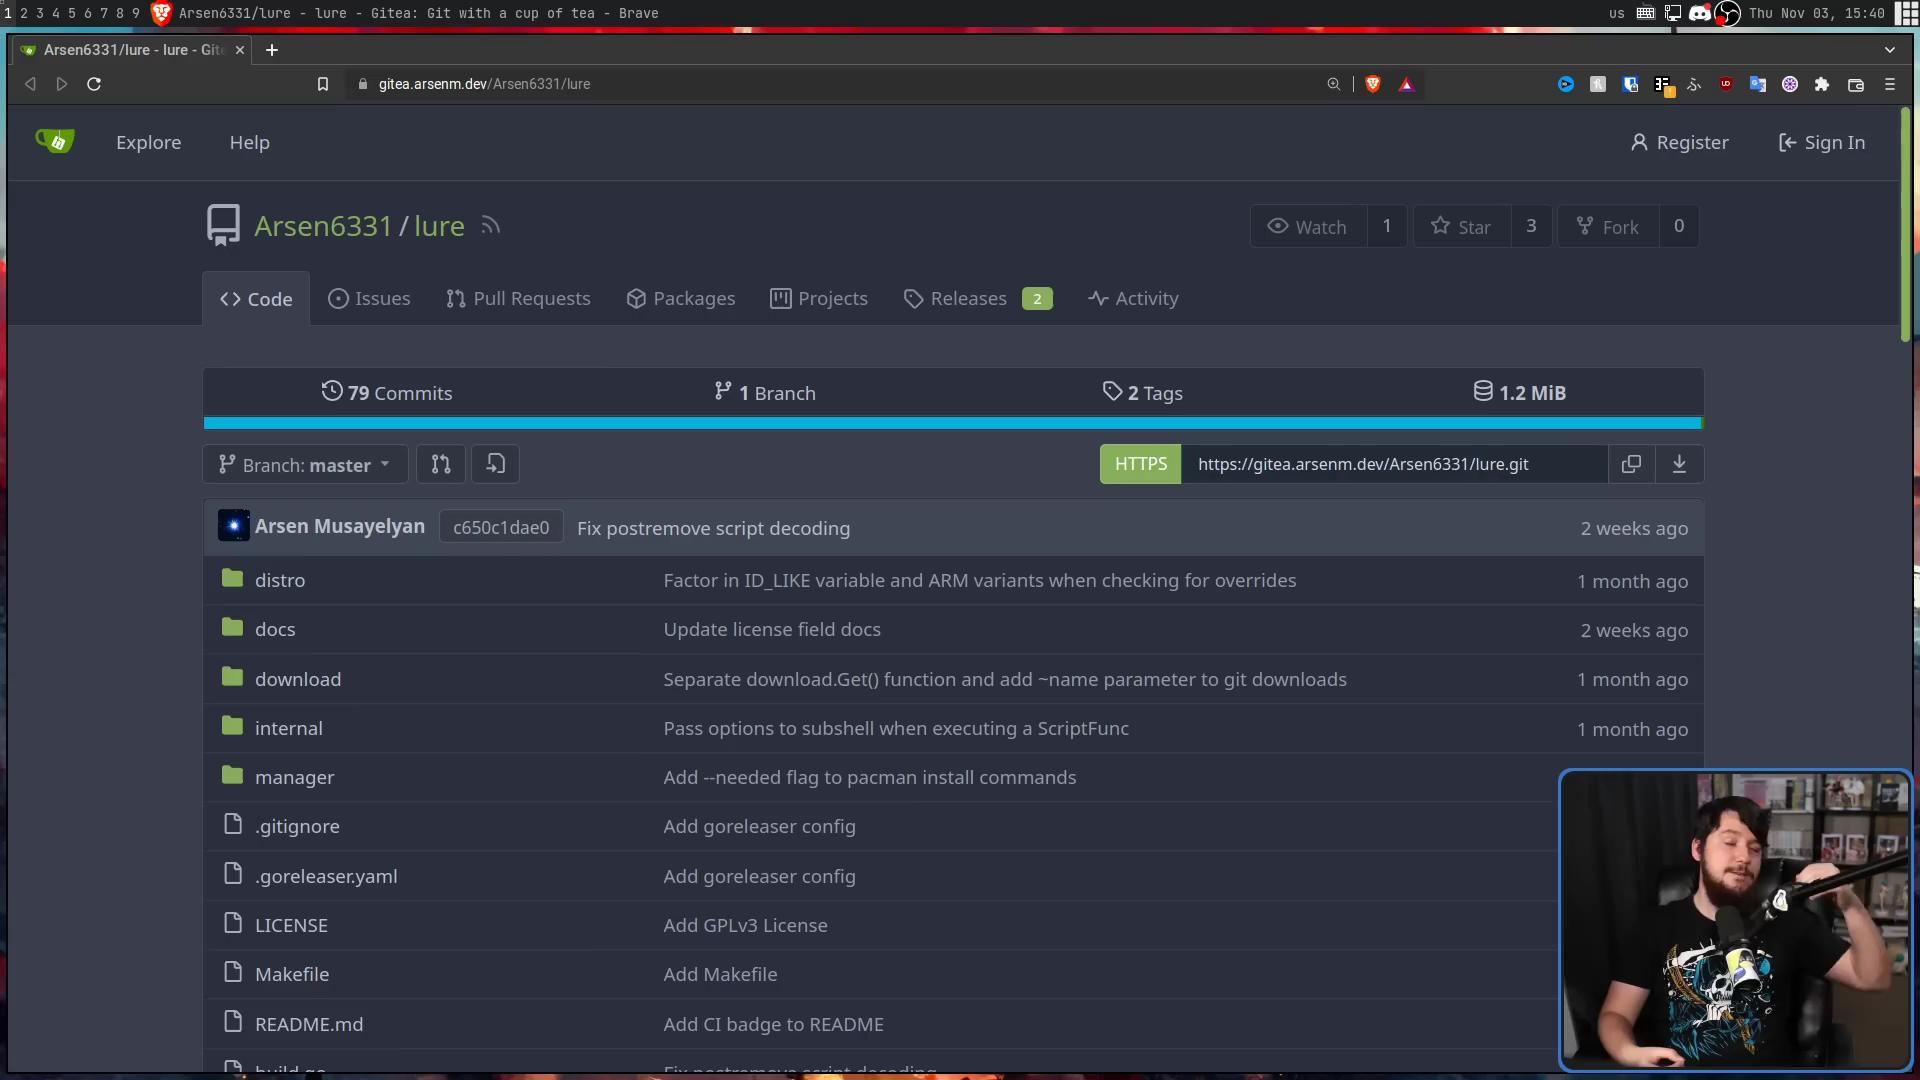 1 2 3 4 5 6 7 8 9 Arsen6331/lure - lure - Gitea: Git with a cup of tea - Brave
us Thu Nov 03, 15:40
Arsen6331/lure - lure - Gite
gitea.arsenm.dev/Arsen6331/lure
Explore Help Register Sign In
Arsen6331 / lure
Watch 1 Star 3 Fork 0
Code Issues Pull Requests Packages Projects Releases 2 Activity
79 Commits 1 Branch 2 Tags 1.2 MiB
Branch: master HTTPS https://gitea.arsenm.dev/Arsen6331/lure.git
Arsen Musayelyan c650c1dae0 Fix postremove script decoding 2 weeks ago
distro Factor in ID_LIKE variable and ARM variants when checking for overrides 1 month ago
docs Update license field docs 2 weeks ago
download Separate download.Get() function and add ~name parameter to git downloads 1 month ago
internal Pass options to subshell when executing a ScriptFunc 1 month ago
manager Add --needed flag to pacman install commands
.gitignore Add goreleaser config
.goreleaser.yaml Add goreleaser config
LICENSE Add GPLv3 License
Makefile Add Makefile
README.md Add CI badge to README
build.go Fix postremove script decoding